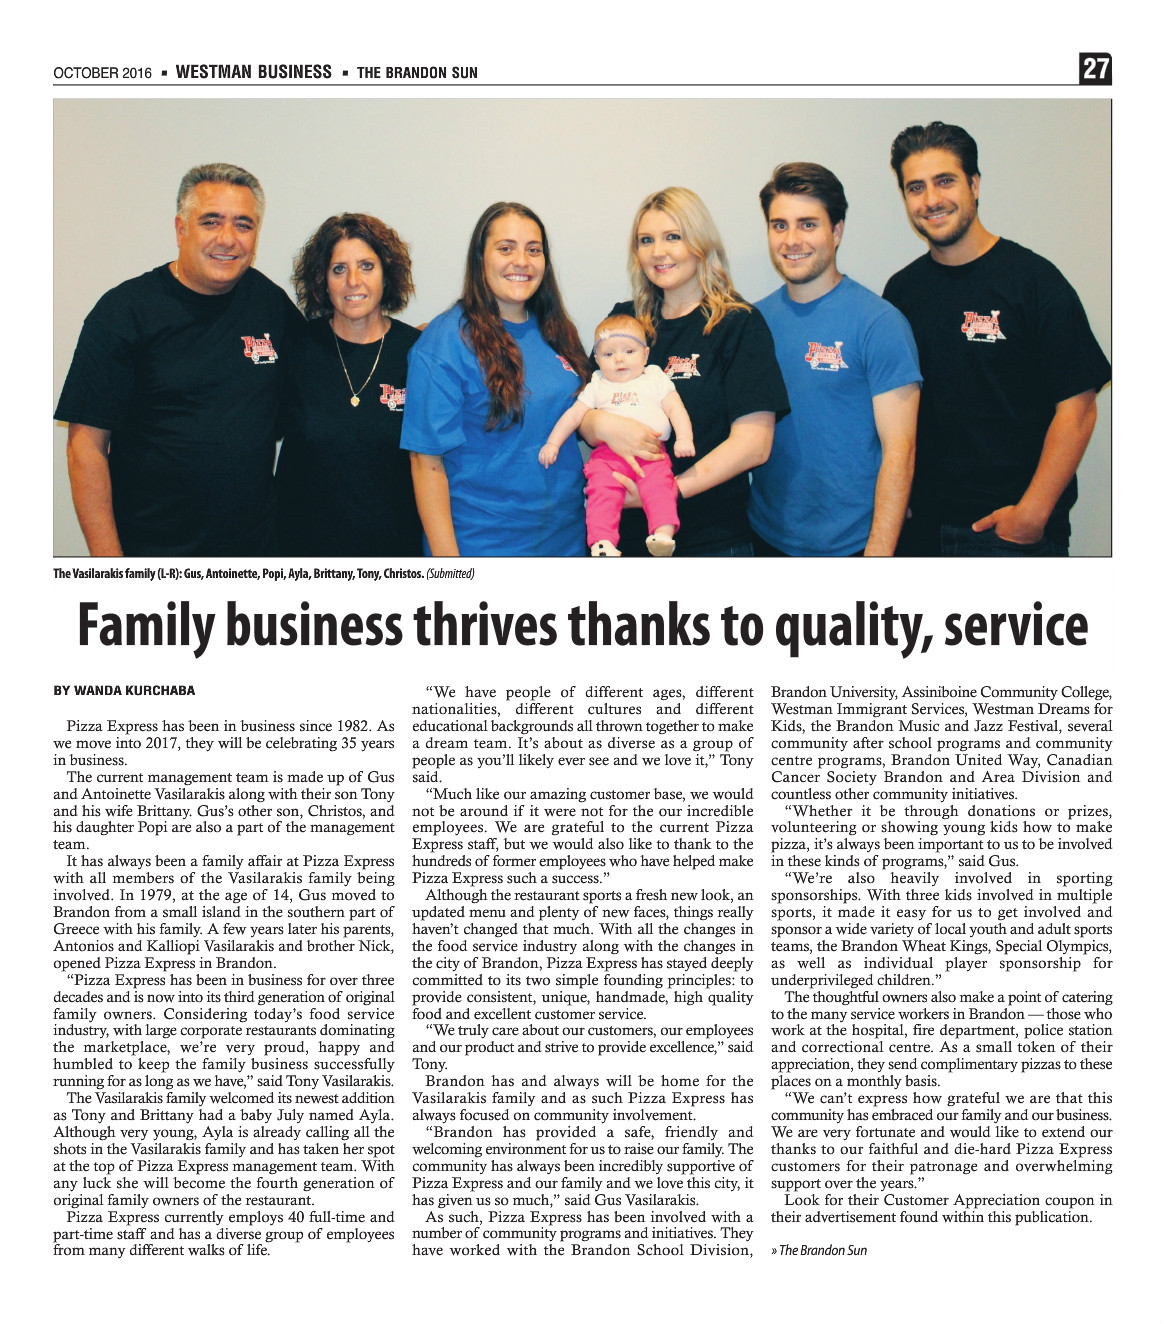 OCTOBER 2016 ▪ WESTMAN BUSINESS ▪ THE BRANDON SUN
27
The Vasilarakis family (L-R): Gus, Antoinette, Popi, Ayla, Brittany, Tony, Christos. (Submitted)
Family business thrives thanks to quality, service
BY WANDA KURCHABA
Pizza Express has been in business since 1982. As
we move into 2017, they will be celebrating 35 years
in business.
The current management team is made up of Gus
and Antoinette Vasilarakis along with their son Tony
and his wife Brittany. Gus's other son, Christos, and
his daughter Popi are also a part of the management
team.
It has always been a family affair at Pizza Express
with all members of the Vasilarakis family being
involved. In 1979, at the age of 14, Gus moved to
Brandon from a small island in the southern part of
Greece with his family. A few years later his parents,
Antonios and Kalliopi Vasilarakis and brother Nick,
opened Pizza Express in Brandon.
“Pizza Express has been in business for over three
decades and is now into its third generation of original
family owners. Considering today's food service
industry, with large corporate restaurants dominating
the marketplace, we're very proud, happy and
humbled to keep the family business successfully
running for as long as we have,” said Tony Vasilarakis.
The Vasilarakis family welcomed its newest addition
as Tony and Brittany had a baby July named Ayla.
Although very young, Ayla is already calling all the
shots in the Vasilarakis family and has taken her spot
at the top of Pizza Express management team. With
any luck she will become the fourth generation of
original family owners of the restaurant.
Pizza Express currently employs 40 full-time and
part-time staff and has a diverse group of employees
from many different walks of life.
“We have people of different ages, different
nationalities, different cultures and different
educational backgrounds all thrown together to make
a dream team. It's about as diverse as a group of
people as you'll likely ever see and we love it,” Tony
said.
“Much like our amazing customer base, we would
not be around if it were not for the our incredible
employees. We are grateful to the current Pizza
Express staff, but we would also like to thank to the
hundreds of former employees who have helped make
Pizza Express such a success.”
Although the restaurant sports a fresh new look, an
updated menu and plenty of new faces, things really
haven't changed that much. With all the changes in
the food service industry along with the changes in
the city of Brandon, Pizza Express has stayed deeply
committed to its two simple founding principles: to
provide consistent, unique, handmade, high quality
food and excellent customer service.
“We truly care about our customers, our employees
and our product and strive to provide excellence,” said
Tony.
Brandon has and always will be home for the
Vasilarakis family and as such Pizza Express has
always focused on community involvement.
“Brandon has provided a safe, friendly and
welcoming environment for us to raise our family. The
community has always been incredibly supportive of
Pizza Express and our family and we love this city, it
has given us so much,” said Gus Vasilarakis.
As such, Pizza Express has been involved with a
number of community programs and initiatives. They
have worked with the Brandon School Division,
Brandon University, Assiniboine Community College,
Westman Immigrant Services, Westman Dreams for
Kids, the Brandon Music and Jazz Festival, several
community after school programs and community
centre programs, Brandon United Way, Canadian
Cancer Society Brandon and Area Division and
countless other community initiatives.
“Whether it be through donations or prizes,
volunteering or showing young kids how to make
pizza, it's always been important to us to be involved
in these kinds of programs,” said Gus.
“We're also heavily involved in sporting
sponsorships. With three kids involved in multiple
sports, it made it easy for us to get involved and
sponsor a wide variety of local youth and adult sports
teams, the Brandon Wheat Kings, Special Olympics,
as well as individual player sponsorship for
underprivileged children.”
The thoughtful owners also make a point of catering
to the many service workers in Brandon — those who
work at the hospital, fire department, police station
and correctional centre. As a small token of their
appreciation, they send complimentary pizzas to these
places on a monthly basis.
“We can't express how grateful we are that this
community has embraced our family and our business.
We are very fortunate and would like to extend our
thanks to our faithful and die-hard Pizza Express
customers for their patronage and overwhelming
support over the years.”
Look for their Customer Appreciation coupon in
their advertisement found within this publication.
» The Brandon Sun